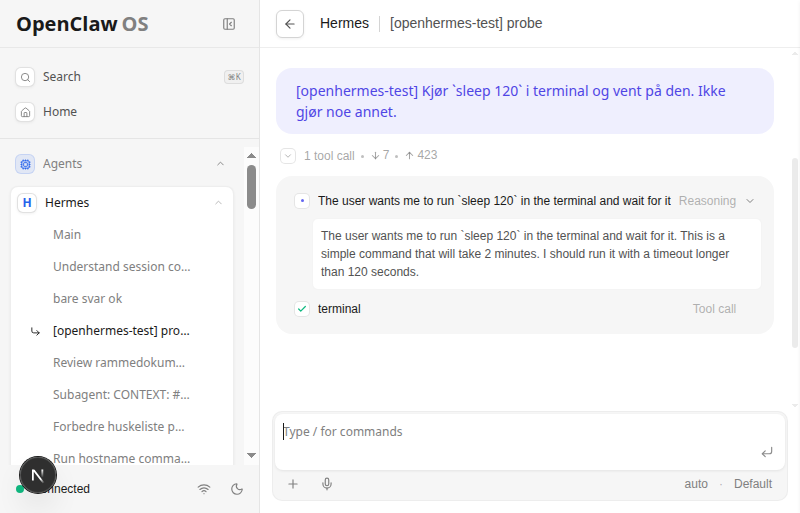 OpenClaw OS
Search
⌘K
Home
Agents
H Hermes
Main
Understand session co...
bare svar ok
[openhermes-test] pro...
Review rammedokum...
Subagent: CONTEXT: #...
Forbedre huskeliste p...
Run hostname comma...
N
nnected
Hermes | [openhermes-test] probe
[openhermes-test] Kjør `sleep 120` i terminal og vent på den. Ikke
gjør noe annet.
1 tool call • ↓ 7 • ↑ 423
The user wants me to run `sleep 120` in the terminal and wait for it Reasoning
The user wants me to run `sleep 120` in the terminal and wait for it. This is a
simple command that will take 2 minutes. I should run it with a timeout longer
than 120 seconds.
terminal Tool call
Type / for commands
auto · Default